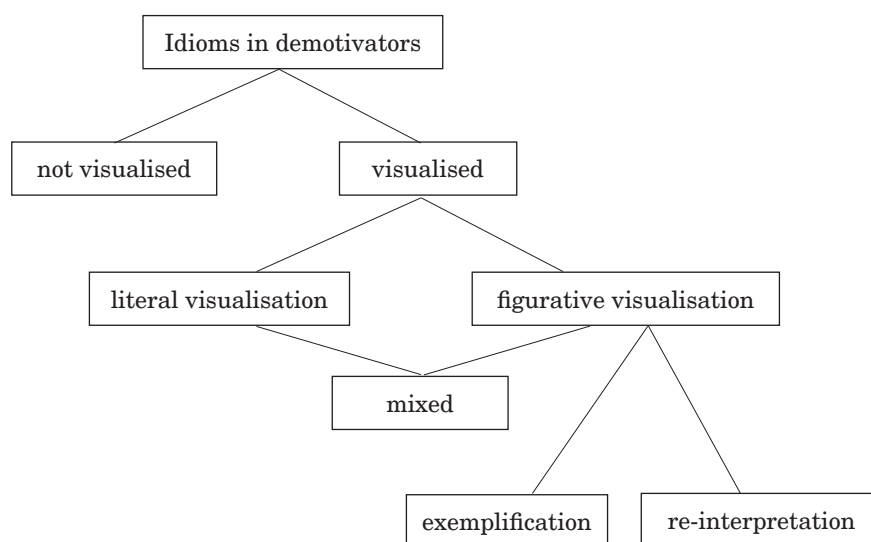 Idioms in demotivators
not visualised
visualised
literal visualisation
figurative visualisation
mixed
exemplification
re-interpretation